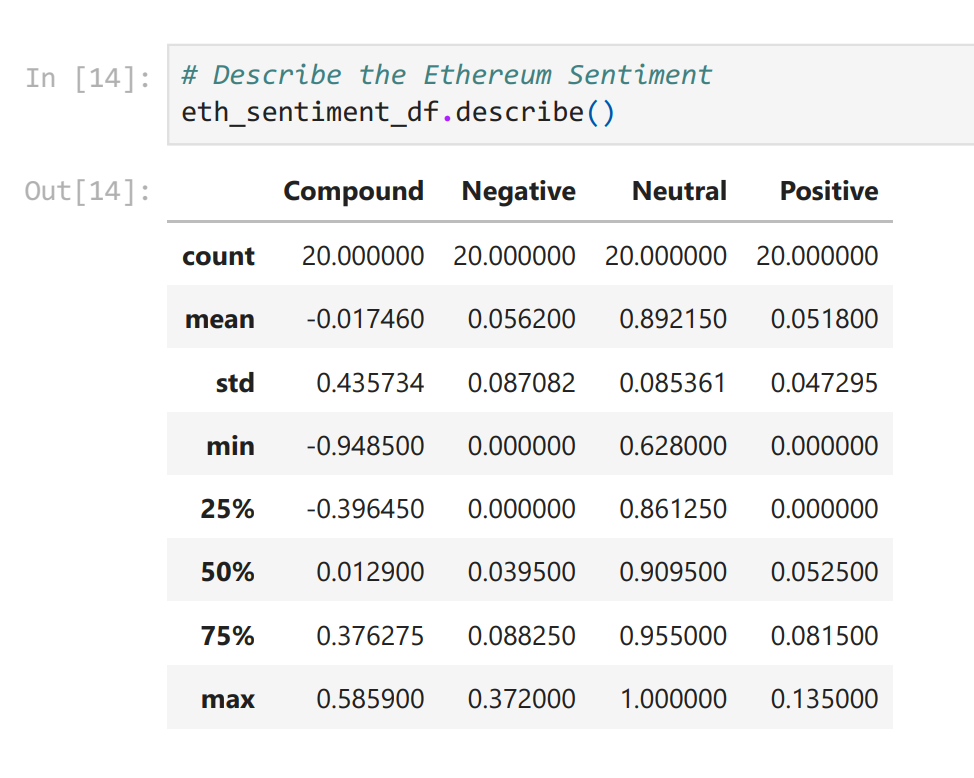 In [14]:
# Describe the Ethereum Sentiment
eth_sentiment_df.describe()
Out[14]:
Compound Negative Neutral Positive
count 20.000000 20.000000 20.000000 20.000000
mean -0.017460 0.056200 0.892150 0.051800
std 0.435734 0.087082 0.085361 0.047295
min -0.948500 0.000000 0.628000 0.000000
25% -0.396450 0.000000 0.861250 0.000000
50% 0.012900 0.039500 0.909500 0.052500
75% 0.376275 0.088250 0.955000 0.081500
max 0.585900 0.372000 1.000000 0.135000